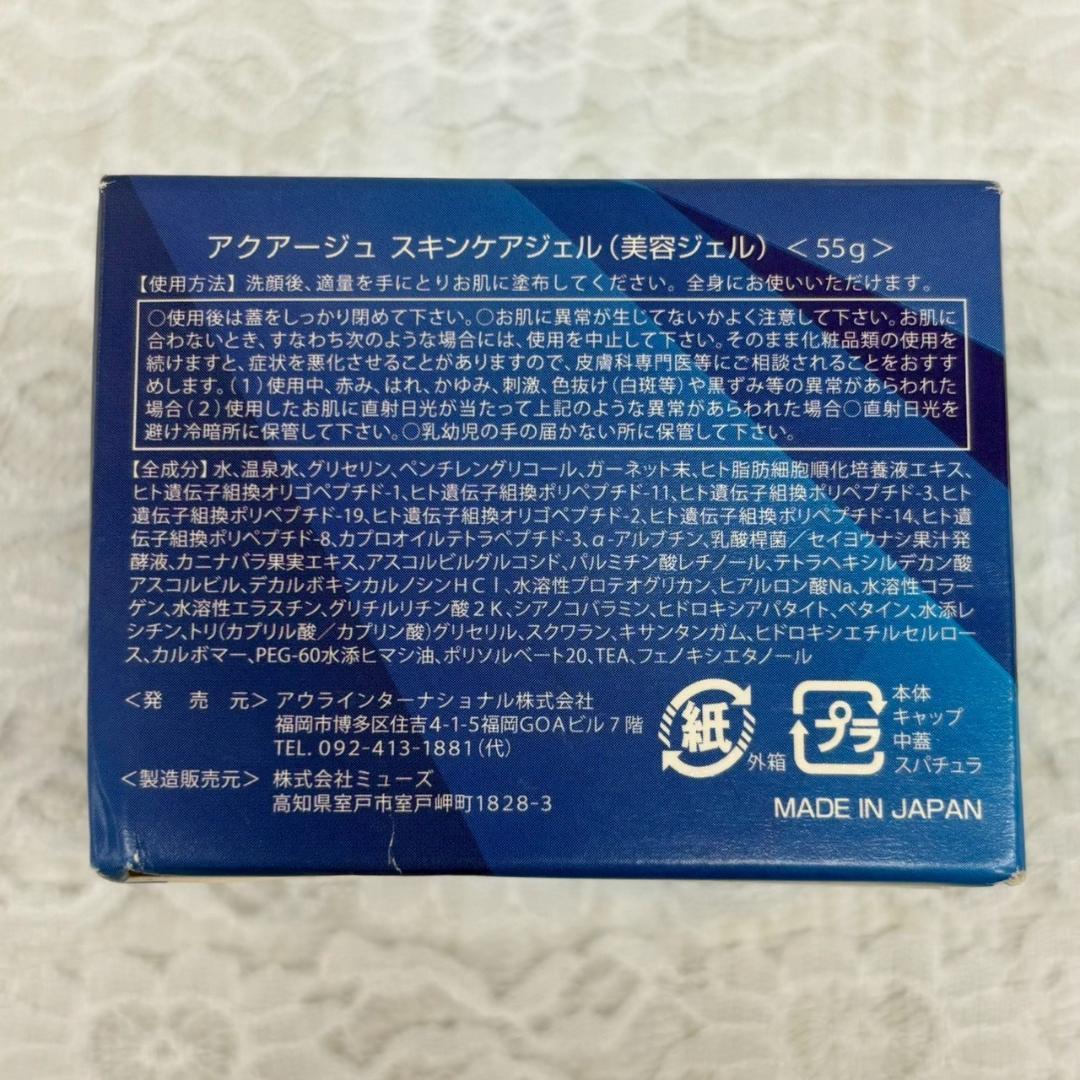 アクアージュ スキンケアジェル(美容ジェル) <55g>
【使用方法】洗顔後、適量を手にとりお肌に塗布してください。全身にお使いいただけます。
○使用後は蓋をしっかり閉めて下さい。○お肌に異常が生じてないかよく注意して下さい。お肌に
合わないとき、すなわち次のような場合には、使用を中止して下さい。そのまま化粧品類の使用を
続けますと、症状を悪化させることがありますので、皮膚科専門医等にご相談されることをおすす
めします。(1)使用中、赤み、はれ、かゆみ、刺激、色抜け(白斑等)や黒ずみ等の異常があらわれた
場合(2)使用したお肌に直射日光が当たって上記のような異常があらわれた場合○直射日光を
避け冷暗所に保管して下さい。○乳幼児の手の届かない所に保管して下さい。
【全成分】水、温泉水、グリセリン、ペンチレングリコール、ガーネット末、ヒト脂肪細胞順化培養液エキス、
ヒト遺伝子組換オリゴペプチド-1、ヒト遺伝子組換ポリペプチド-11、ヒト遺伝子組換ポリペプチド-3、ヒト
遺伝子組換ポリペプチド-19、ヒト遺伝子組換オリゴペプチド-2、ヒト遺伝子組換ポリペプチド-14、ヒト遺
伝子組換ポリペプチド-8、カプロオイルテトラペプチド-3、α-アルブチン、乳酸桿菌/セイヨウナシ果汁発
酵液、カニナバラ果実エキス、アスコルビルグルコシド、パルミチン酸レチノール、テトラヘキシルデカン酸
アスコルビル、デカルボキシカルノシンHCl、水溶性プロテオグリカン、ヒアルロン酸Na、水溶性コラー
ゲン、水溶性エラスチン、グリチルリチン酸2K、シアノコバラミン、ヒドロキシアパタイト、ベタイン、水添レ
シチン、トリ(カプリル酸/カプリン酸)グリセリル、スクワラン、キサンタンガム、ヒドロキシエチルセルロー
ス、カルボマー、PEG-60水添ヒマシ油、ポリソルベート20、TEA、フェノキシエタノール
<発 売 元> アウラインターナショナル株式会社
福岡市博多区住吉4-1-5福岡GOAビル7階
TEL. 092-413-1881(代)
<製造販売元> 株式会社ミューズ
高知県室戸市室戸岬町1828-3
紙
外箱
プラ
本体
キャップ
中蓋
スパチュラ
MADE IN JAPAN